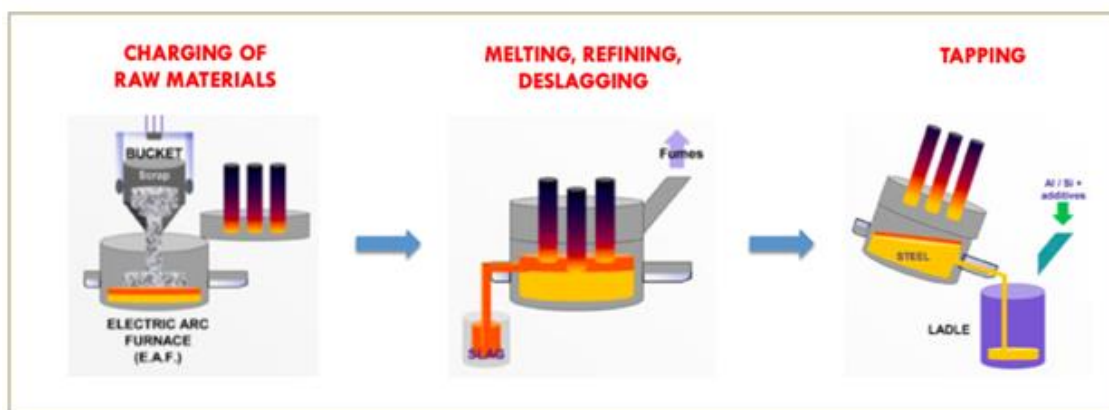 CHARGING OF
RAW MATERIALS
BUCKET
Scrap
ELECTRIC ARC
FURNACE
(E.A.F.)
MELTING, REFINING,
DESLAGGING
Fumes
SLAG
TAPPING
Al / Si +
additives
STEEL
LADLE